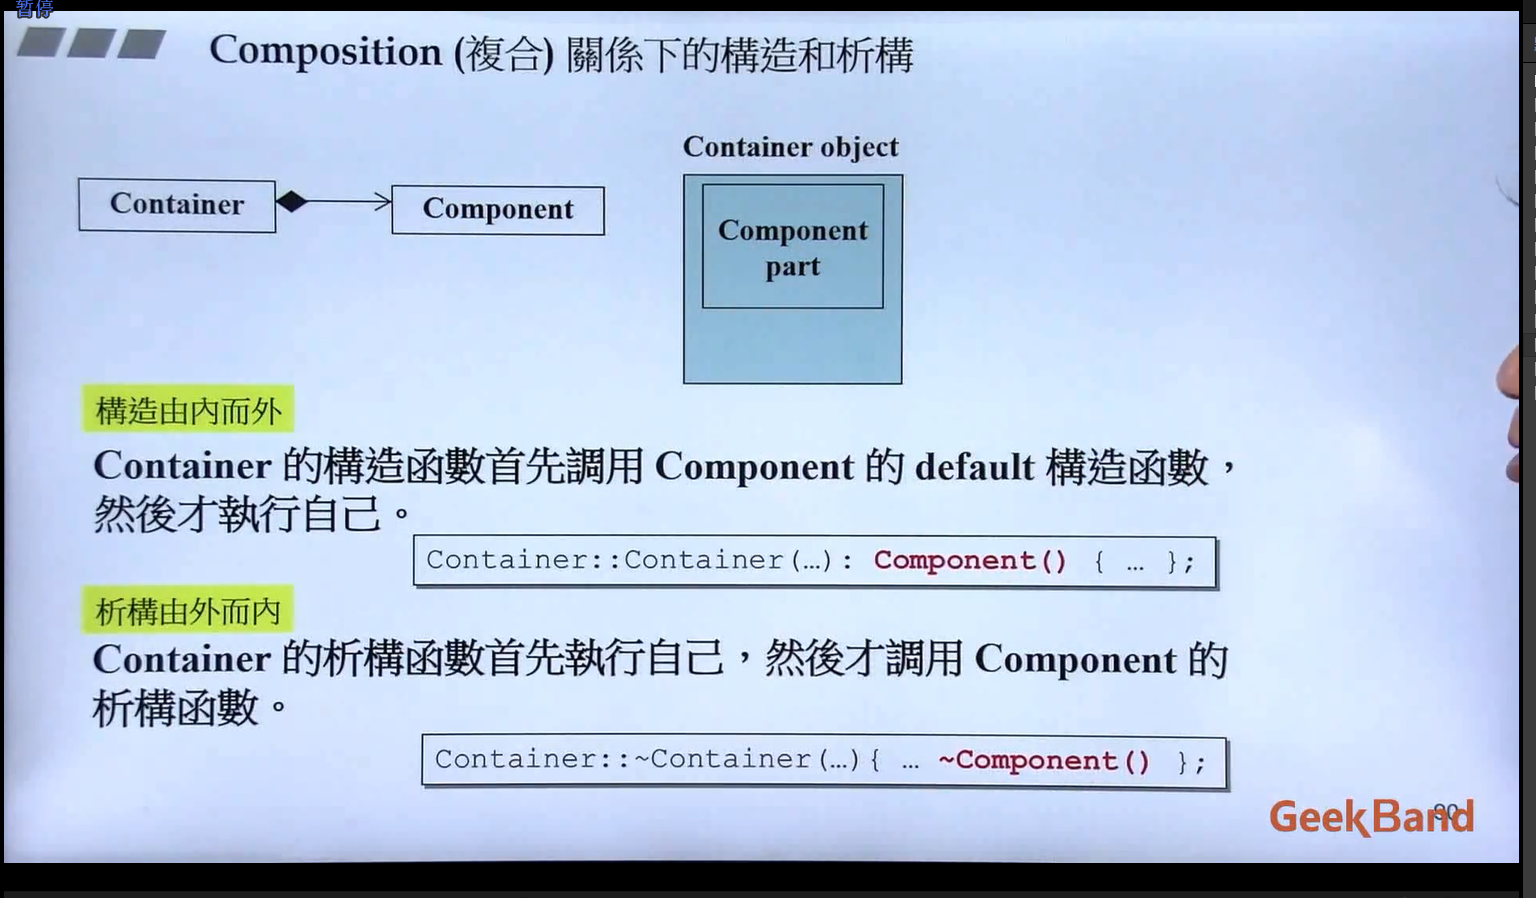 暂停
Composition (複合) 關係下的構造和析構
Container object
Container
Component
Component
part
構造由內而外
Container 的構造函數首先調用 Component 的 default 構造函數，
然後才執行自己。
Container::Container(…): Component() { … };
析構由外而內
Container 的析構函數首先執行自己，然後才調用 Component 的
析構函數。
Container::~Container(…){ … ~Component() };
GeekBand